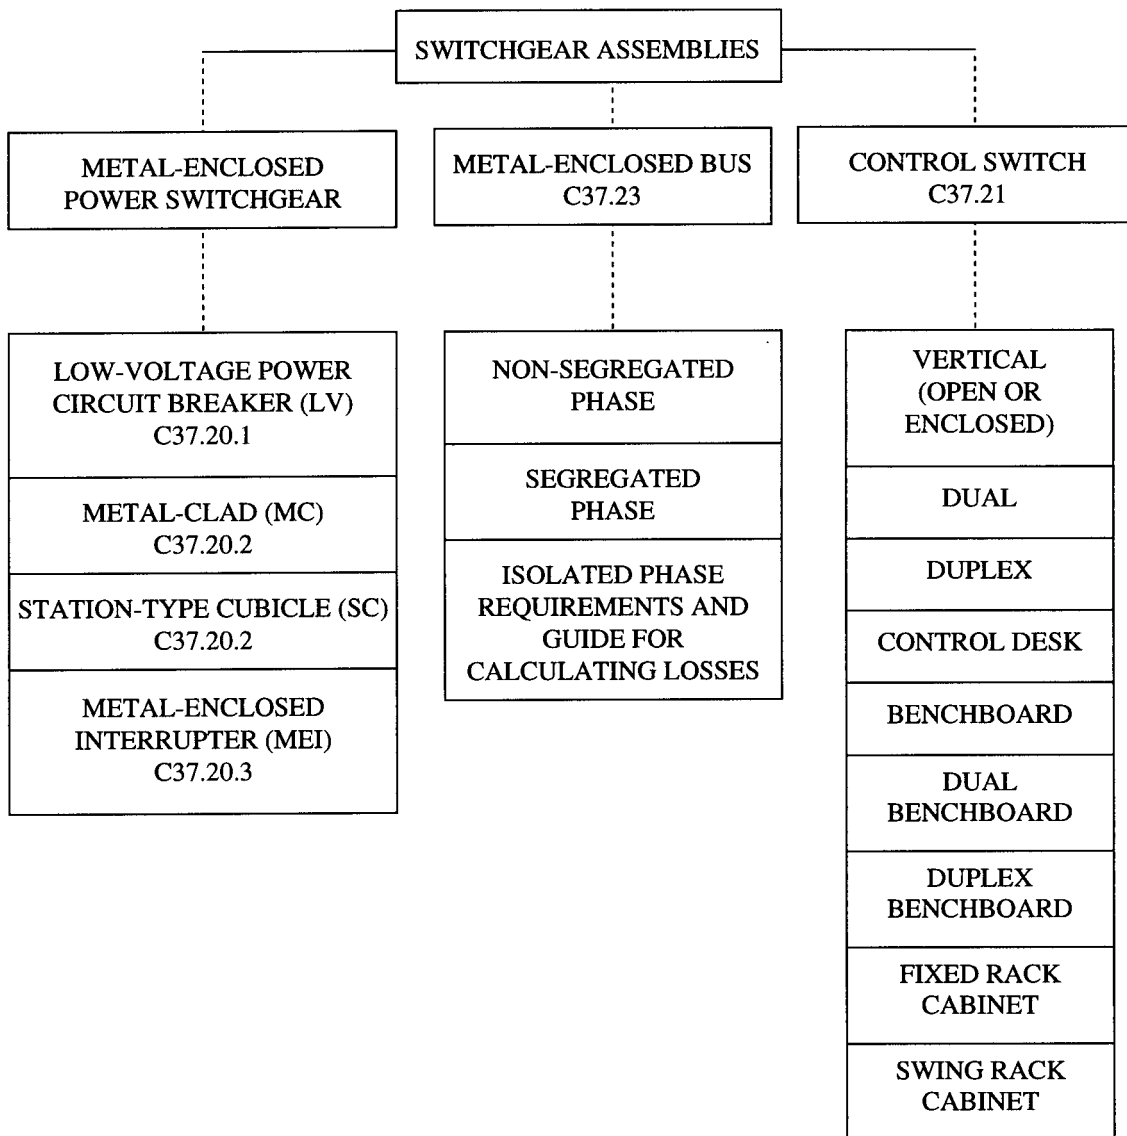 SWITCHGEAR ASSEMBLIES
METAL-ENCLOSED
POWER SWITCHGEAR
METAL-ENCLOSED BUS
C37.23
CONTROL SWITCH
C37.21
LOW-VOLTAGE POWER
CIRCUIT BREAKER (LV)
C37.20.1
METAL-CLAD (MC)
C37.20.2
STATION-TYPE CUBICLE (SC)
C37.20.2
METAL-ENCLOSED
INTERRUPTER (MEI)
C37.20.3
NON-SEGREGATED
PHASE
SEGREGATED
PHASE
ISOLATED PHASE
REQUIREMENTS AND
GUIDE FOR
CALCULATING LOSSES
VERTICAL
(OPEN OR
ENCLOSED)
DUAL
DUPLEX
CONTROL DESK
BENCHBOARD
DUAL
BENCHBOARD
DUPLEX
BENCHBOARD
FIXED RACK
CABINET
SWING RACK
CABINET